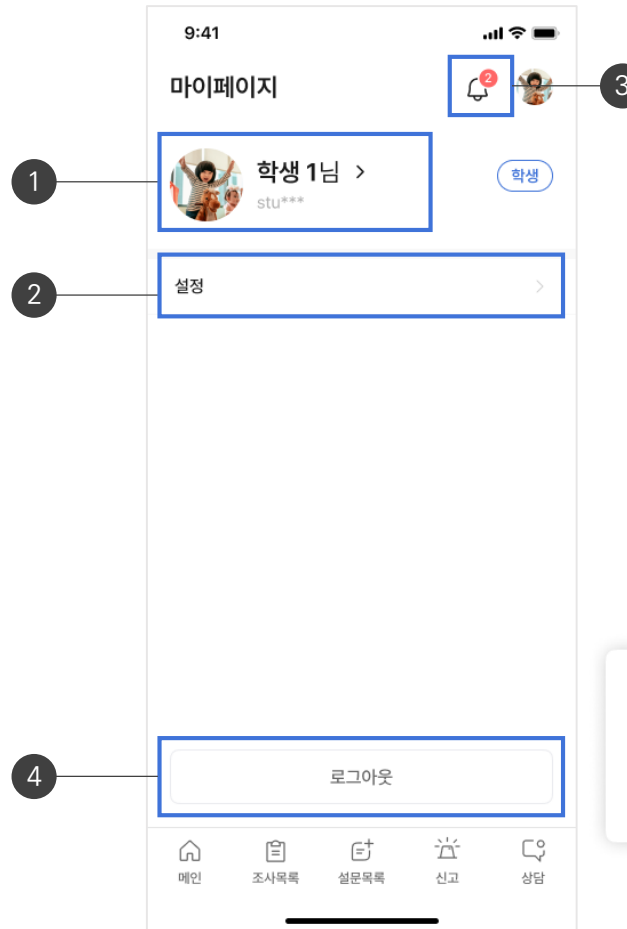 9:41
마이페이지
2
3
1
학생 1님 >
stu***
학생
2
설정 >
4
로그아웃
메인
조사목록
설문목록
신고
상담